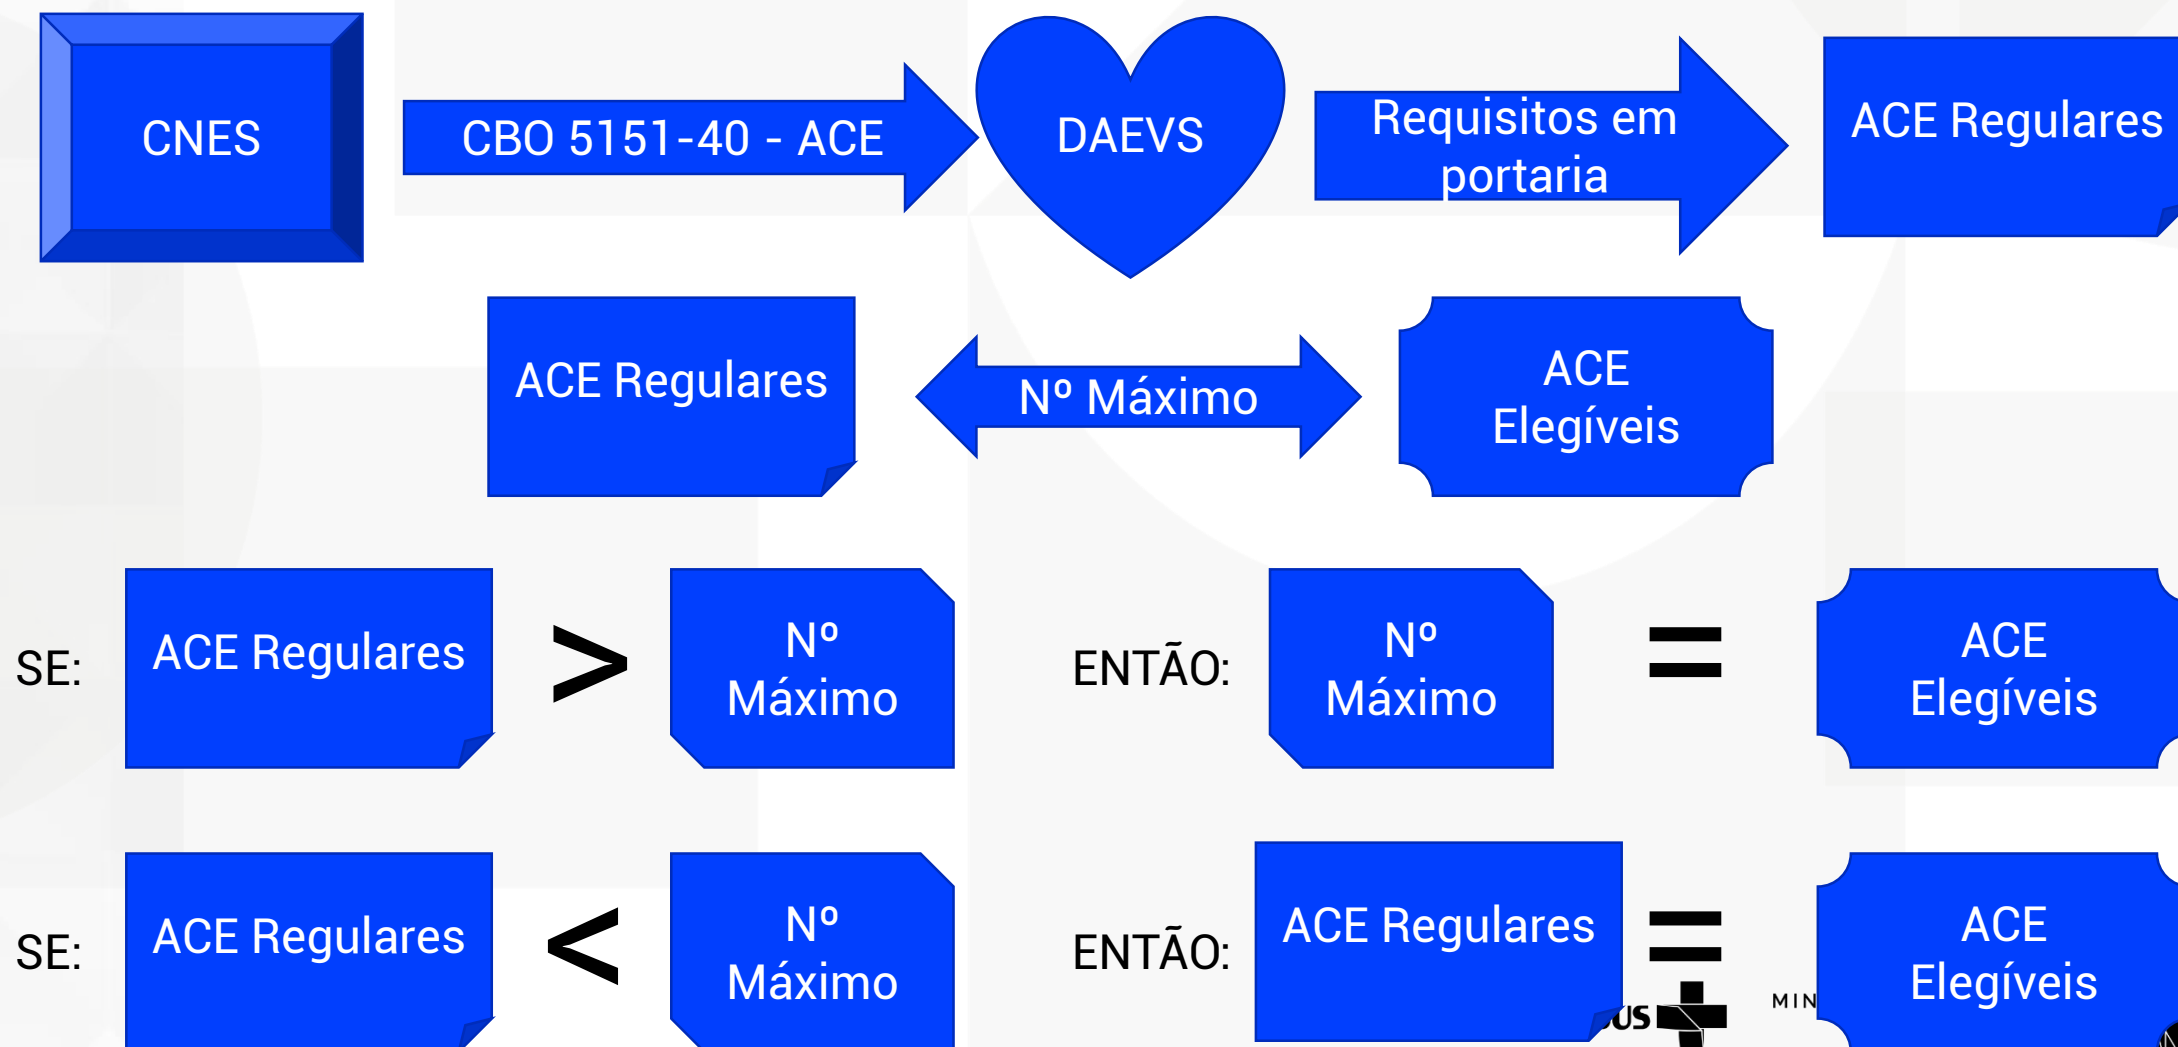 CNES
CBO 5151-40 - ACE
DAEVS
Requisitos em
portaria
ACE Regulares
ACE Regulares
Nº Máximo
ACE
Elegíveis
SE:
ACE Regulares
>
Nº
Máximo
ENTÃO:
Nº
Máximo
=
ACE
Elegíveis
SE:
ACE Regulares
<
Nº
Máximo
ENTÃO:
ACE Regulares
=
ACE
Elegíveis